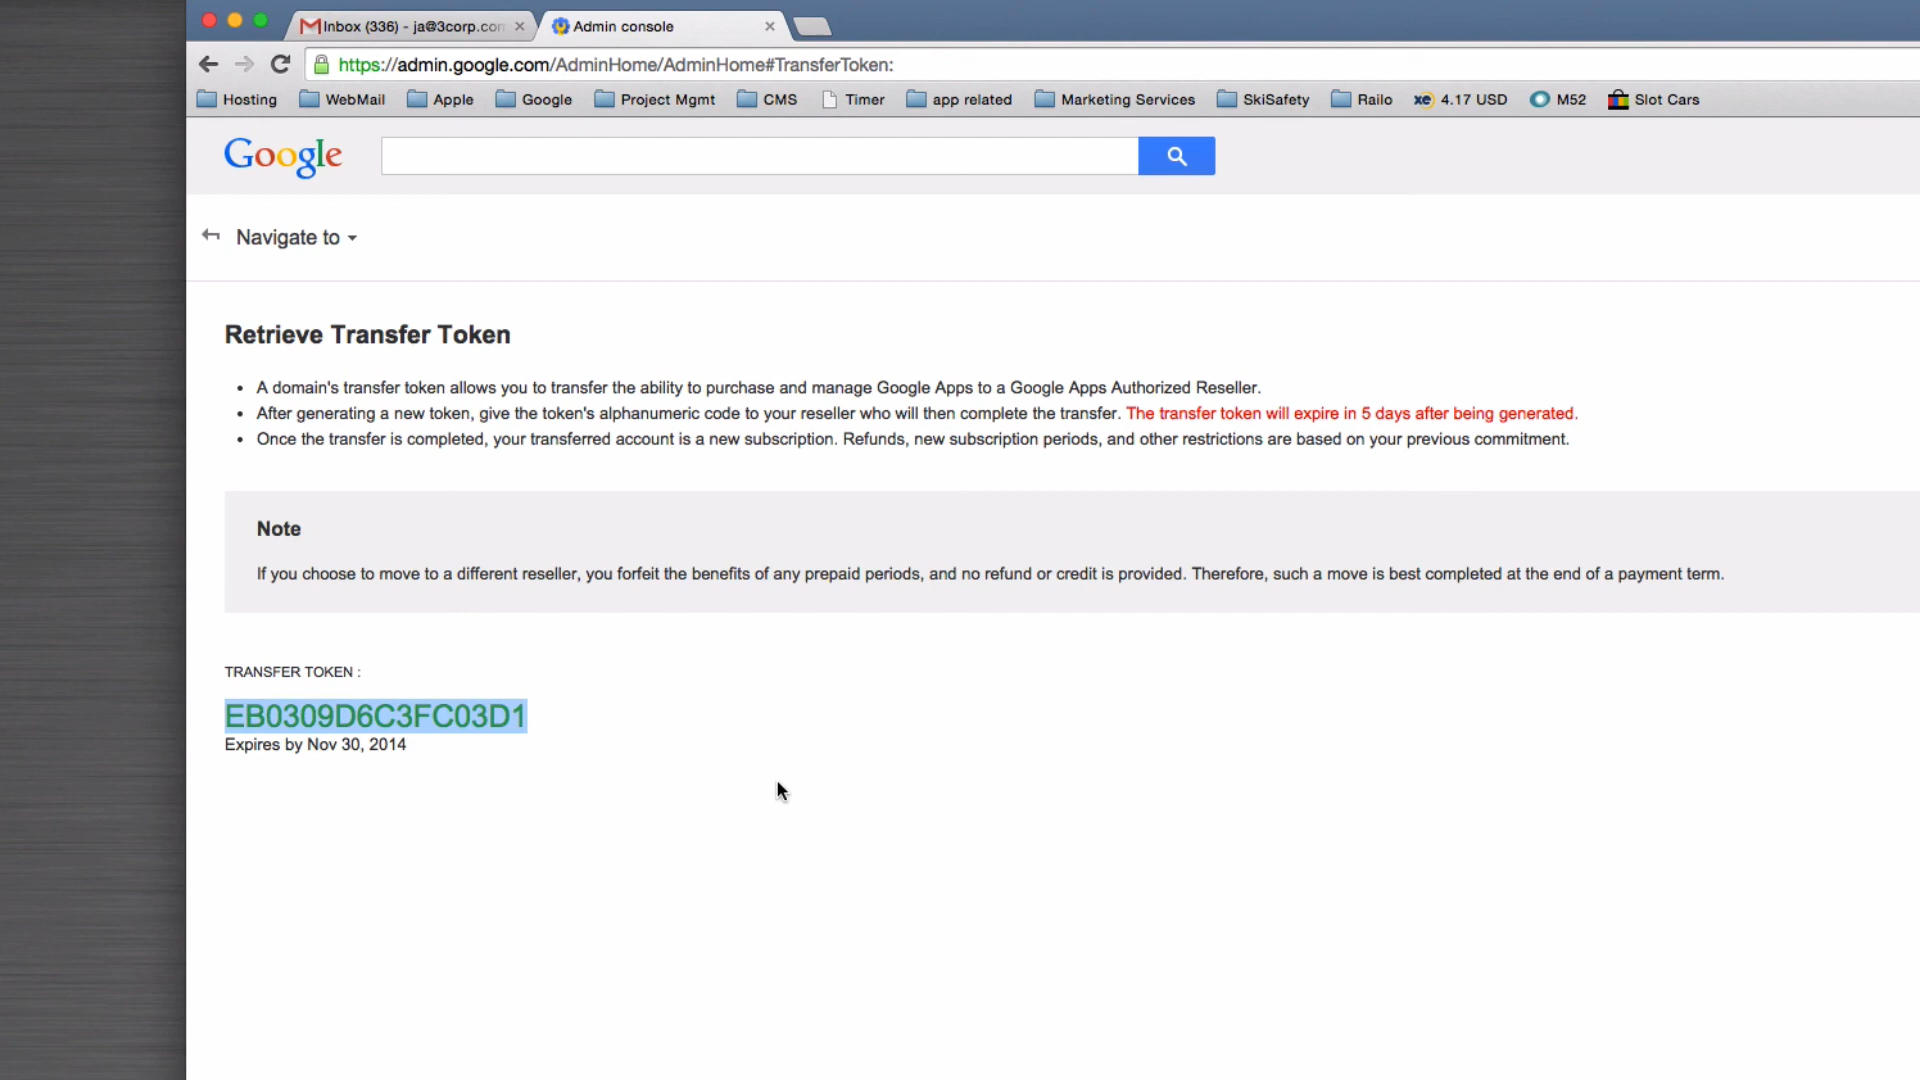 Inbox (336) - ja@3corp.com
Admin console
https://admin.google.com/AdminHome/AdminHome#TransferToken:
Hosting WebMail Apple Google Project Mgmt CMS Timer app related Marketing Services SkiSafety Railo xe 4.17 USD M52 Slot Cars
Google
Navigate to
Retrieve Transfer Token
• A domain's transfer token allows you to transfer the ability to purchase and manage Google Apps to a Google Apps Authorized Reseller.
• After generating a new token, give the token's alphanumeric code to your reseller who will then complete the transfer. The transfer token will expire in 5 days after being generated.
• Once the transfer is completed, your transferred account is a new subscription. Refunds, new subscription periods, and other restrictions are based on your previous commitment.
Note
If you choose to move to a different reseller, you forfeit the benefits of any prepaid periods, and no refund or credit is provided. Therefore, such a move is best completed at the end of a payment term.
TRANSFER TOKEN :
EB0309D6C3FC03D1
Expires by Nov 30, 2014